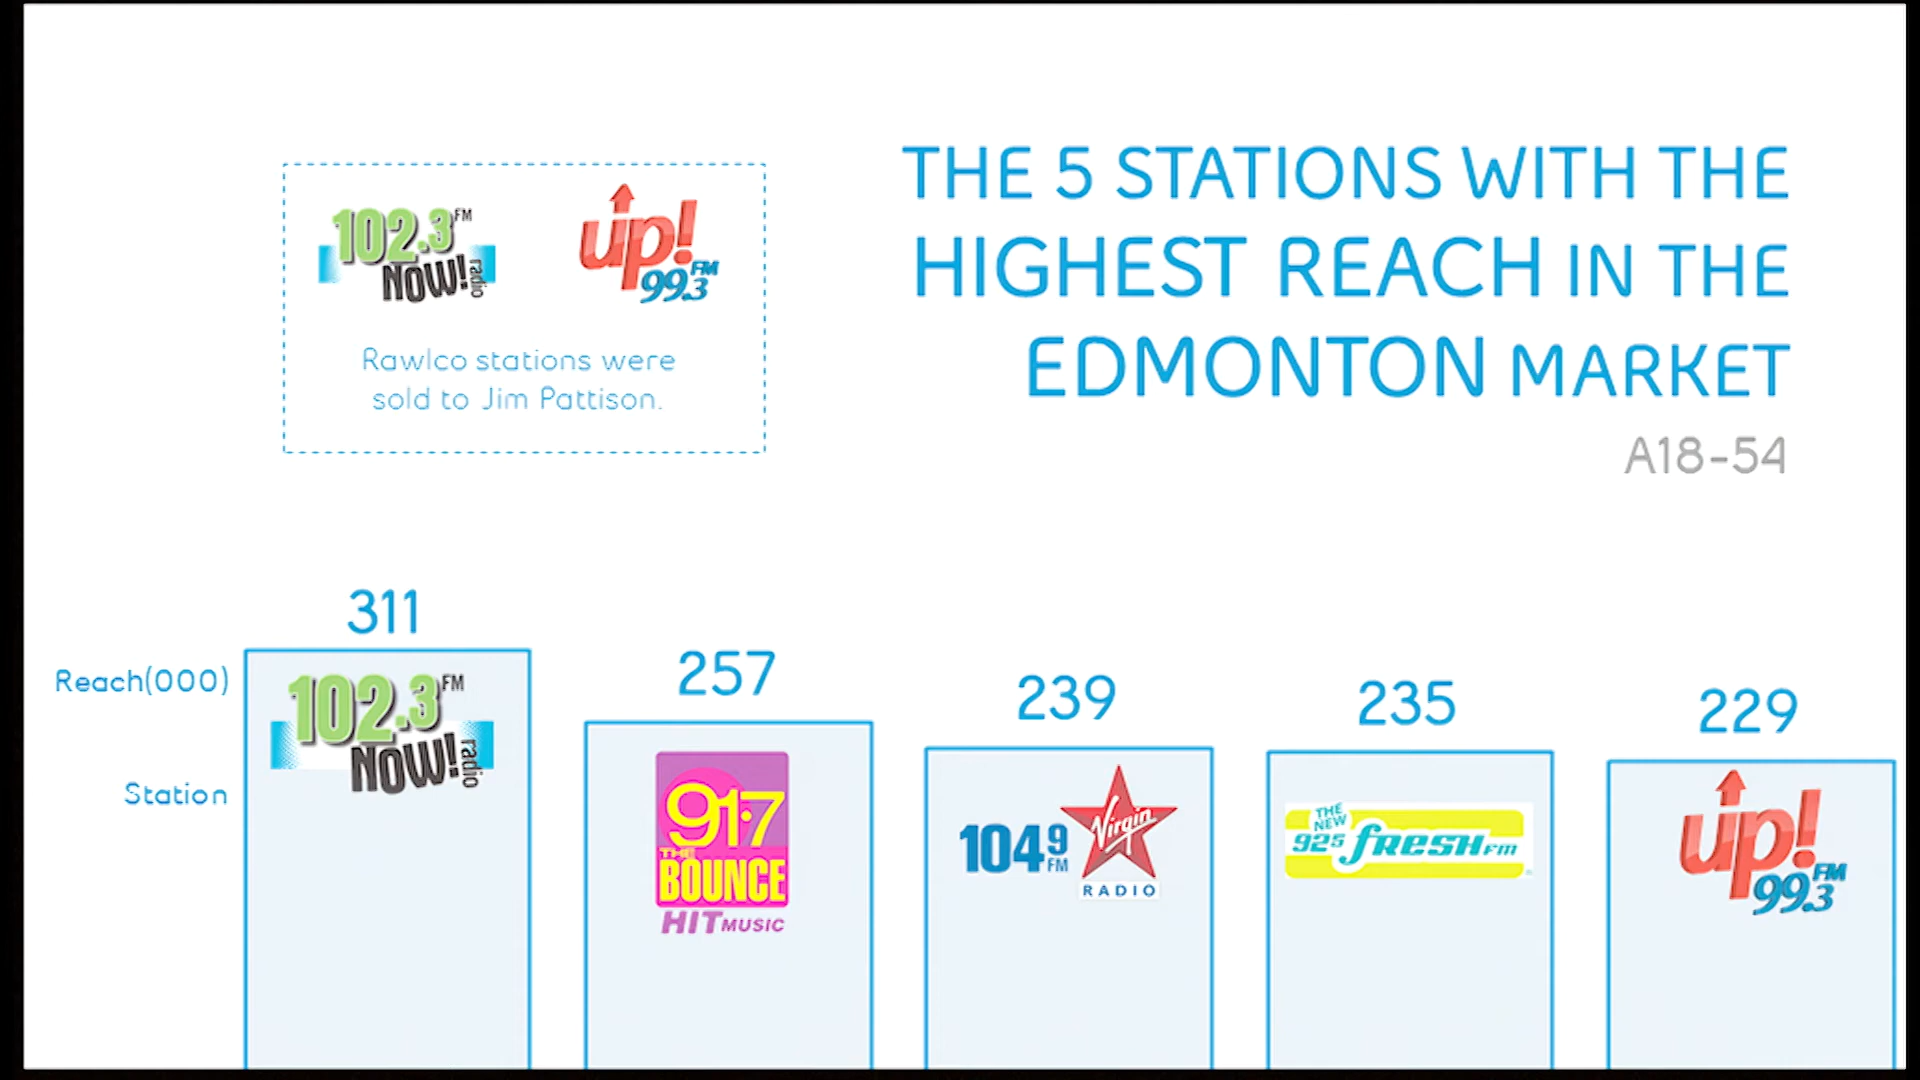 THE 5 STATIONS WITH THE
HIGHEST REACH IN THE
EDMONTON MARKET
A18-54
102.3 FM
NOW! radio
up!
99.3 FM
Rawlco stations were
sold to Jim Pattison.
Reach(000)
Station
311
102.3 FM
NOW! radio
257
91.7
THE
BOUNCE
HIT MUSIC
239
104.9 FM
Virgin
RADIO
235
THE NEW
925 fresh FM
229
up!
99.3 FM